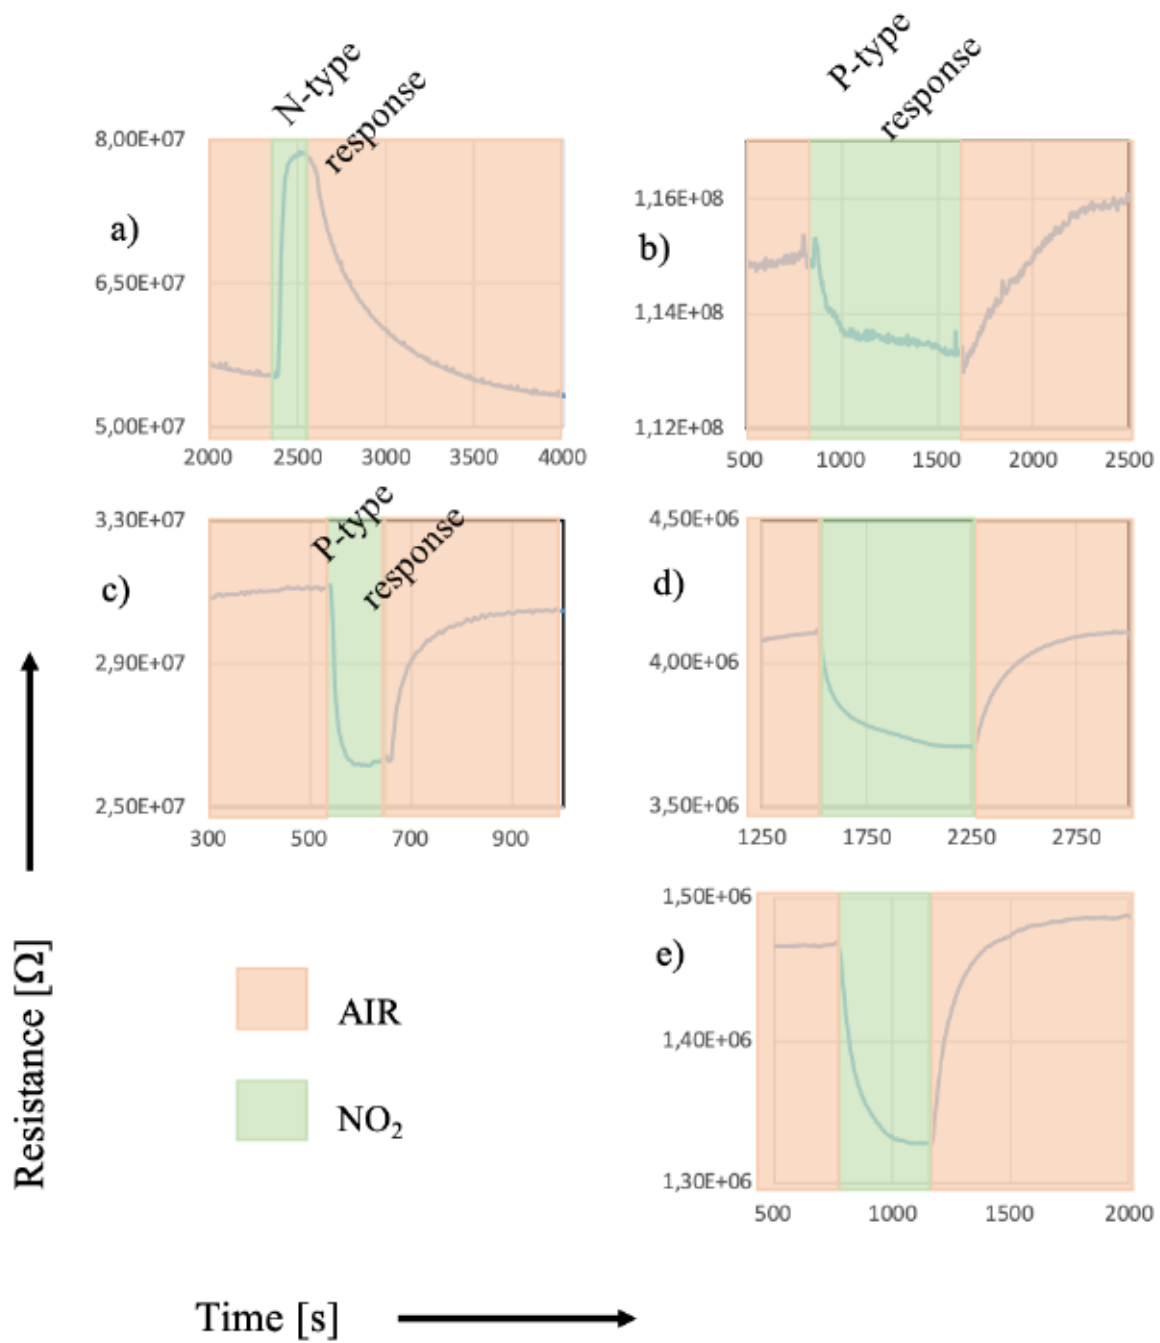 N-type
response
P-type
response
a)
8,00E+07
6,50E+07
5,00E+07
2000 2500 3000 3500 4000
b)
1,16E+08
1,14E+08
1,12E+08
500 1000 1500 2000 2500
P-type
response
c)
3,30E+07
2,90E+07
2,50E+07
300 500 700 900
d)
4,50E+06
4,00E+06
3,50E+06
1250 1750 2250 2750
e)
1,50E+06
1,40E+06
1,30E+06
500 1000 1500 2000
AIR
NO₂
Resistance [Ω]
Time [s]